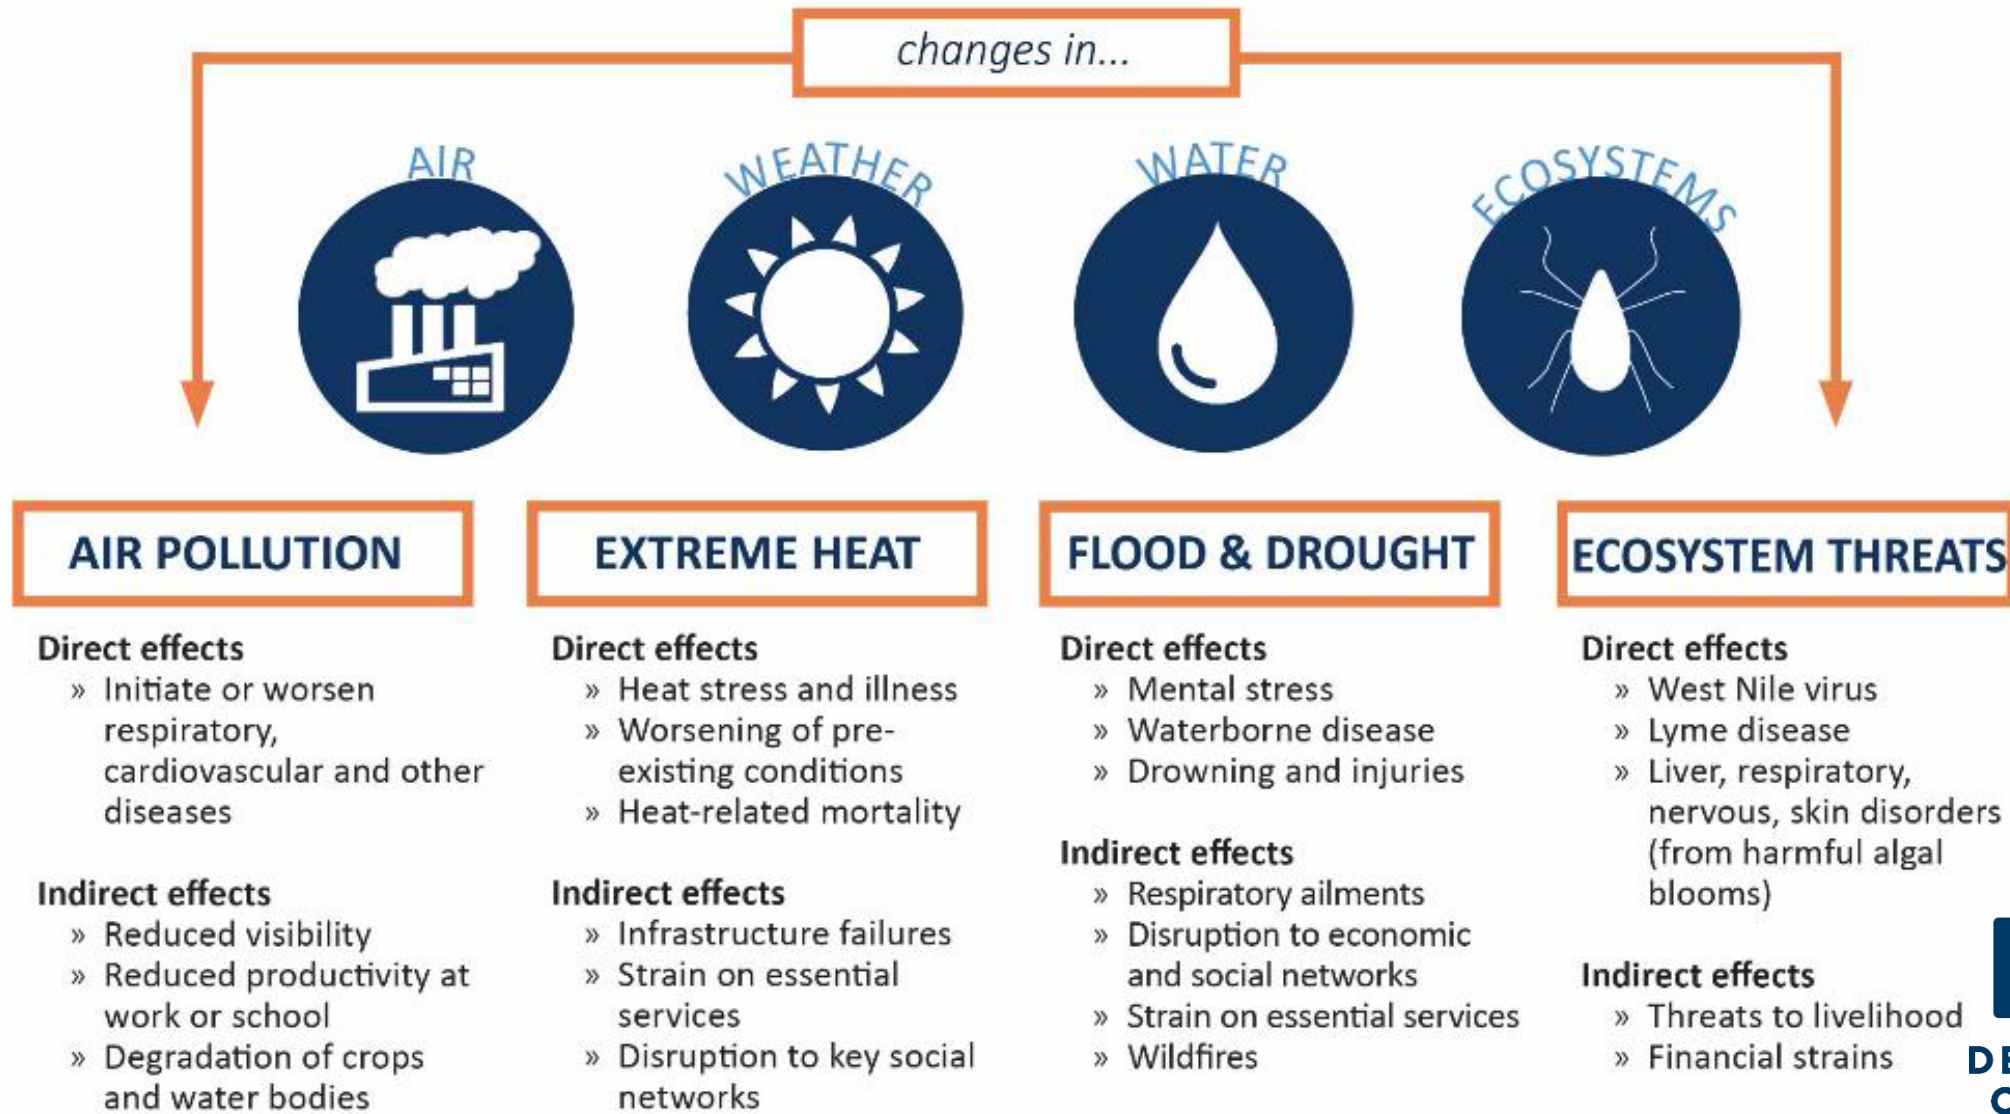 changes in...
AIR
WEATHER
WATER
ECOSYSTEMS
AIR POLLUTION
Direct effects
» Initiate or worsen
respiratory,
cardiovascular and other
diseases
Indirect effects
» Reduced visibility
» Reduced productivity at
work or school
» Degradation of crops
and water bodies
EXTREME HEAT
Direct effects
» Heat stress and illness
» Worsening of pre-
existing conditions
» Heat-related mortality
Indirect effects
» Infrastructure failures
» Strain on essential
services
» Disruption to key social
networks
FLOOD & DROUGHT
Direct effects
» Mental stress
» Waterborne disease
» Drowning and injuries
Indirect effects
» Respiratory ailments
» Disruption to economic
and social networks
» Strain on essential services
» Wildfires
ECOSYSTEM THREATS
Direct effects
» West Nile virus
» Lyme disease
» Liver, respiratory,
nervous, skin disorders
(from harmful algal
blooms)
Indirect effects
» Threats to livelihood
» Financial strains